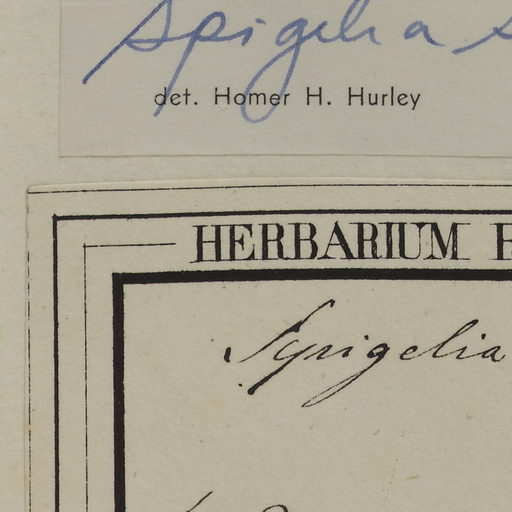 Spigelia
det. Homer H. Hurley
HERBARIUM
Spigelia